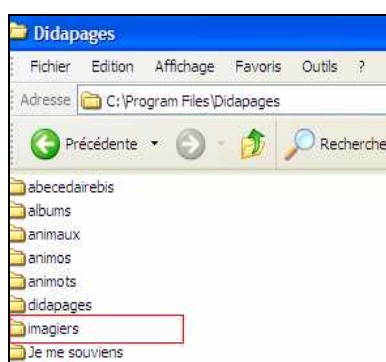 Didapages
Fichier Edition Affichage Favoris Outils ?
Adresse C:\Program Files\Didapages
Précédente Recherche
abecedairebis
albums
animaux
animos
animots
didapages
imagiers
Je me souviens